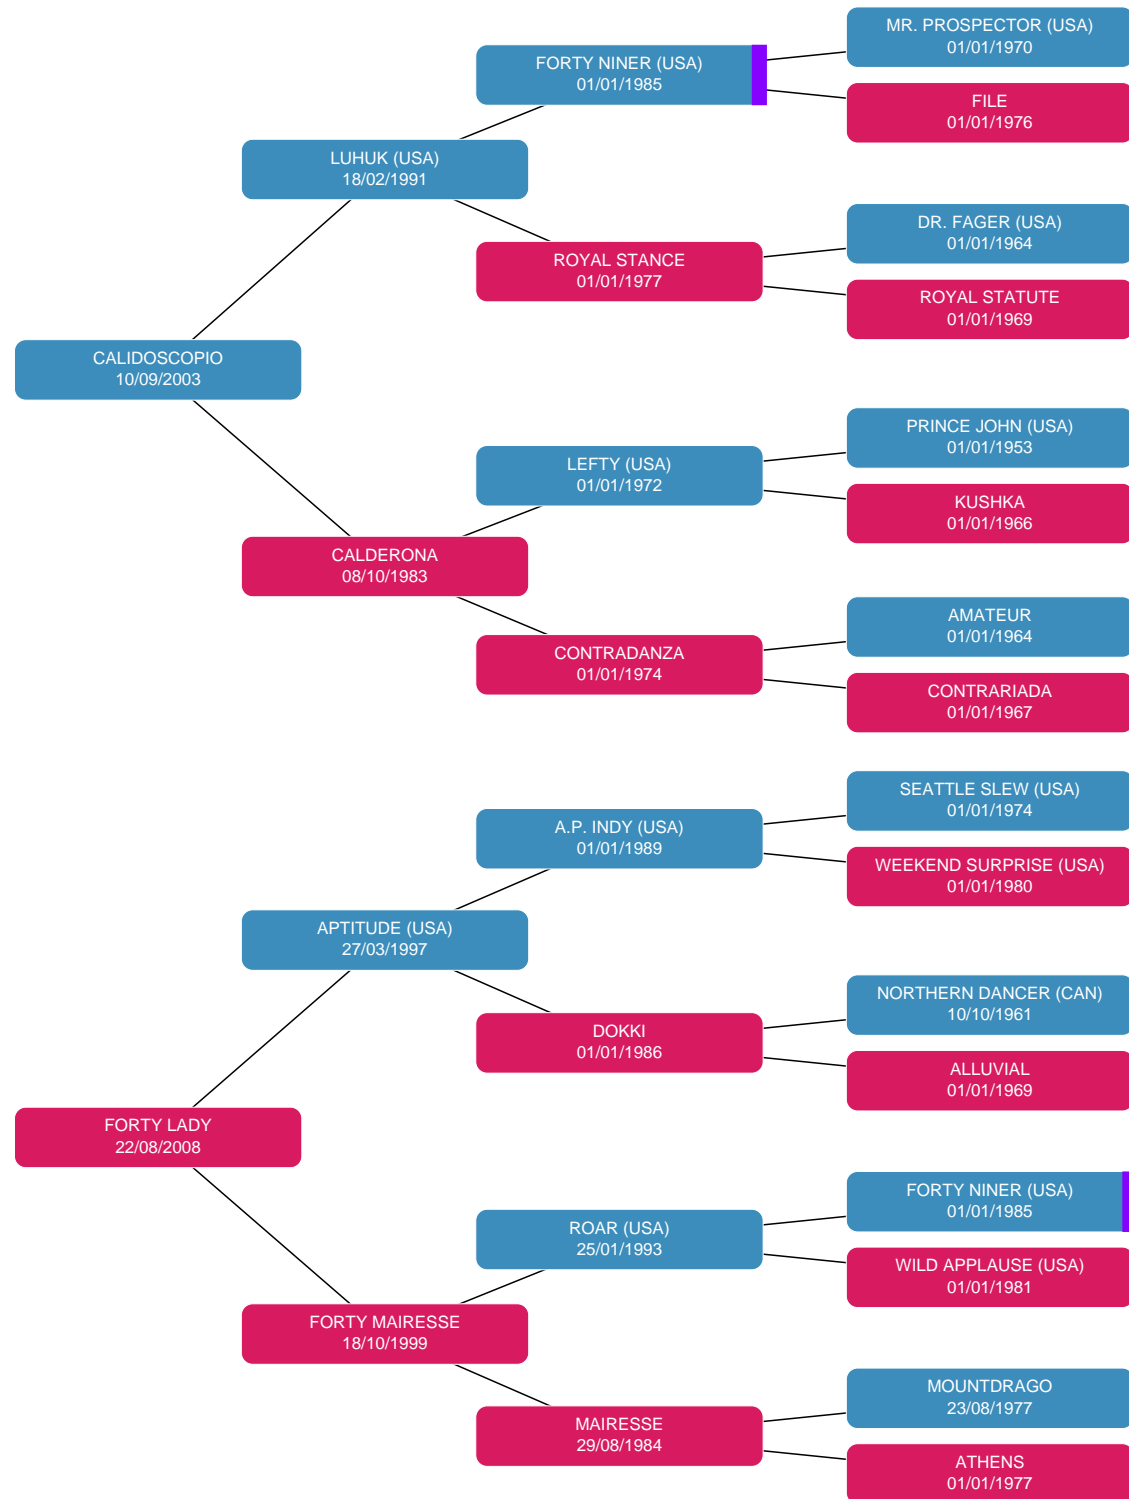 MR. PROSPECTOR (USA)
01/01/1970
FORTY NINER (USA)
01/01/1985
FILE
01/01/1976
LUHUK (USA)
18/02/1991
DR. FAGER (USA)
01/01/1964
ROYAL STANCE
01/01/1977
ROYAL STATUTE
01/01/1969
CALIDOSCOPIO
10/09/2003
PRINCE JOHN (USA)
01/01/1953
LEFTY (USA)
01/01/1972
KUSHKA
01/01/1966
CALDERONA
08/10/1983
AMATEUR
01/01/1964
CONTRADANZA
01/01/1974
CONTRARIADA
01/01/1967
SEATTLE SLEW (USA)
01/01/1974
A.P. INDY (USA)
01/01/1989
WEEKEND SURPRISE (USA)
01/01/1980
APTITUDE (USA)
27/03/1997
NORTHERN DANCER (CAN)
10/10/1961
DOKKI
01/01/1986
ALLUVIAL
01/01/1969
FORTY LADY
22/08/2008
FORTY NINER (USA)
01/01/1985
ROAR (USA)
25/01/1993
WILD APPLAUSE (USA)
01/01/1981
FORTY MAIRESSE
18/10/1999
MOUNTDRAGO
23/08/1977
MAIRESSE
29/08/1984
ATHENS
01/01/1977